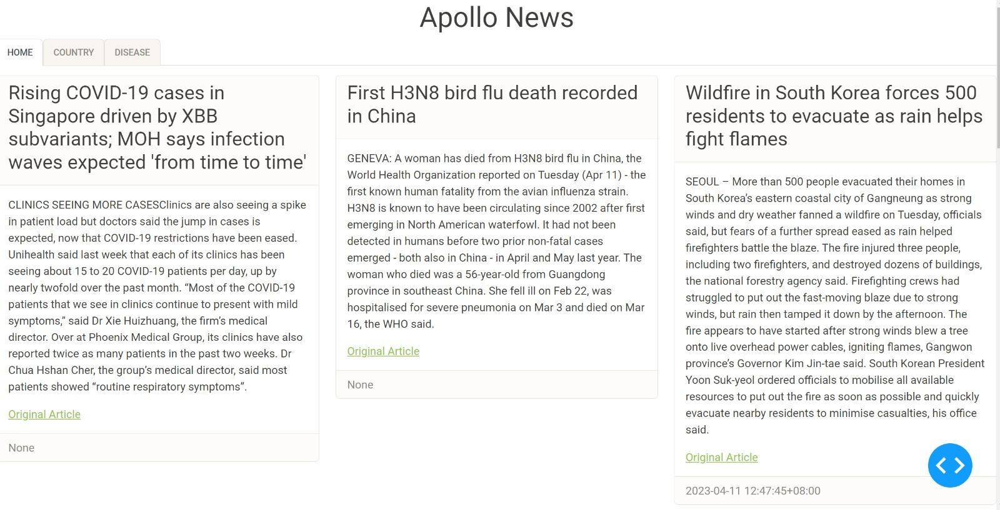 Apollo News
HOME
COUNTRY
DISEASE
Rising COVID-19 cases in
Singapore driven by XBB
subvariants; MOH says infection
waves expected 'from time to time'
CLINICS SEEING MORE CASESClinics are also seeing a spike
in patient load but doctors said the jump in cases is
expected, now that COVID-19 restrictions have been eased.
Unihealth said last week that each of its clinics has been
seeing about 15 to 20 COVID-19 patients per day, up by
nearly twofold over the past month. “Most of the COVID-19
patients that we see in clinics continue to present with mild
symptoms,” said Dr Xie Huizhuang, the firm’s medical
director. Over at Phoenix Medical Group, its clinics have also
reported twice as many patients in the past two weeks. Dr
Chua Hshan Cher, the group’s medical director, said most
patients showed “routine respiratory symptoms”.
Original Article
None
First H3N8 bird flu death recorded
in China
GENEVA: A woman has died from H3N8 bird flu in China, the
World Health Organization reported on Tuesday (Apr 11) - the
first known human fatality from the avian influenza strain.
H3N8 is known to have been circulating since 2002 after first
emerging in North American waterfowl. It had not been
detected in humans before two prior non-fatal cases
emerged - both also in China - in April and May last year. The
woman who died was a 56-year-old from Guangdong
province in southeast China. She fell ill on Feb 22, was
hospitalised for severe pneumonia on Mar 3 and died on Mar
16, the WHO said.
Original Article
None
Wildfire in South Korea forces 500
residents to evacuate as rain helps
fight flames
SEOUL – More than 500 people evacuated their homes in
South Korea’s eastern coastal city of Gangneung as strong
winds and dry weather fanned a wildfire on Tuesday, officials
said, but fears of a further spread eased as rain helped
firefighters battle the blaze. The fire injured three people,
including two firefighters, and destroyed dozens of buildings,
the national forestry agency said. Firefighting crews had
struggled to put out the fast-moving blaze due to strong
winds, but rain then tamped it down by the afternoon. The
fire appears to have started after strong winds blew a tree
onto live overhead power cables, igniting flames, Gangwon
province’s Governor Kim Jin-tae said. South Korean President
Yoon Suk-yeol ordered officials to mobilise all available
resources to put out the fire as soon as possible and quickly
evacuate nearby residents to minimise casualties, his office
said.
Original Article
2023-04-11 12:47:45+08:00